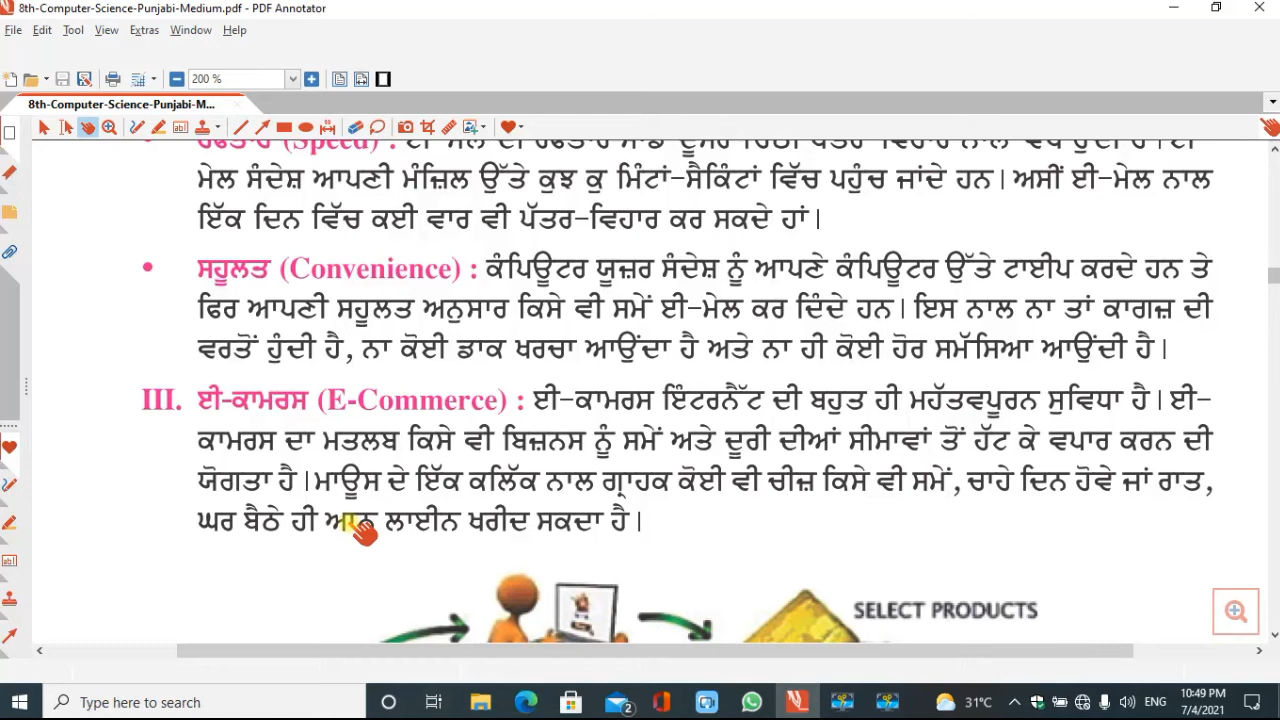 8th-Computer-Science-Punjabi-Medium.pdf - PDF Annotator
File Edit Tool View Extras Window Help
200 %
8th-Computer-Science-Punjabi-M...
ਰਫਤਾਰ (Speed) :
ਮੇਲ ਸੰਦੇਸ਼ ਆਪਣੀ ਮੰਜ਼ਿਲ ਉੱਤੇ ਕੁਝ ਕੁ ਮਿੰਟਾਂ-ਸੈਕਿੰਟਾਂ ਵਿੱਚ ਪਹੁੰਚ ਜਾਂਦੇ ਹਨ। ਅਸੀਂ ਈ-ਮੇਲ ਨਾਲ
ਇੱਕ ਦਿਨ ਵਿੱਚ ਕਈ ਵਾਰ ਵੀ ਪੱਤਰ-ਵਿਹਾਰ ਕਰ ਸਕਦੇ ਹਾਂ।
• ਸਹੂਲਤ (Convenience) : ਕੰਪਿਊਟਰ ਯੂਜ਼ਰ ਸੰਦੇਸ਼ ਨੂੰ ਆਪਣੇ ਕੰਪਿਊਟਰ ਉੱਤੇ ਟਾਈਪ ਕਰਦੇ ਹਨ ਤੇ
ਫਿਰ ਆਪਣੀ ਸਹੂਲਤ ਅਨੁਸਾਰ ਕਿਸੇ ਵੀ ਸਮੇਂ ਈ-ਮੇਲ ਕਰ ਦਿੰਦੇ ਹਨ। ਇਸ ਨਾਲ ਨਾ ਤਾਂ ਕਾਗਜ਼ ਦੀ
ਵਰਤੋਂ ਹੁੰਦੀ ਹੈ, ਨਾ ਕੋਈ ਡਾਕ ਖਰਚਾ ਆਉਂਦਾ ਹੈ ਅਤੇ ਨਾ ਹੀ ਕੋਈ ਹੋਰ ਸਮੱਸਿਆ ਆਉਂਦੀ ਹੈ।
III. ਈ-ਕਾਮਰਸ (E-Commerce) : ਈ-ਕਾਮਰਸ ਇੰਟਰਨੈੱਟ ਦੀ ਬਹੁਤ ਹੀ ਮਹੱਤਵਪੂਰਨ ਸੁਵਿਧਾ ਹੈ। ਈ-
ਕਾਮਰਸ ਦਾ ਮਤਲਬ ਕਿਸੇ ਵੀ ਬਿਜ਼ਨਸ ਨੂੰ ਸਮੇਂ ਅਤੇ ਦੂਰੀ ਦੀਆਂ ਸੀਮਾਵਾਂ ਤੋਂ ਹੱਟ ਕੇ ਵਪਾਰ ਕਰਨ ਦੀ
ਯੋਗਤਾ ਹੈ। ਮਾਊਸ ਦੇ ਇੱਕ ਕਲਿੱਕ ਨਾਲ ਗ੍ਰਾਹਕ ਕੋਈ ਵੀ ਚੀਜ਼ ਕਿਸੇ ਵੀ ਸਮੇਂ, ਚਾਹੇ ਦਿਨ ਹੋਵੇ ਜਾਂ ਰਾਤ,
ਘਰ ਬੈਠੇ ਹੀ ਆਨ ਲਾਈਨ ਖਰੀਦ ਸਕਦਾ ਹੈ।
SELECT PRODUCTS
Type here to search
2
31°C
ENG
10:49 PM
7/4/2021